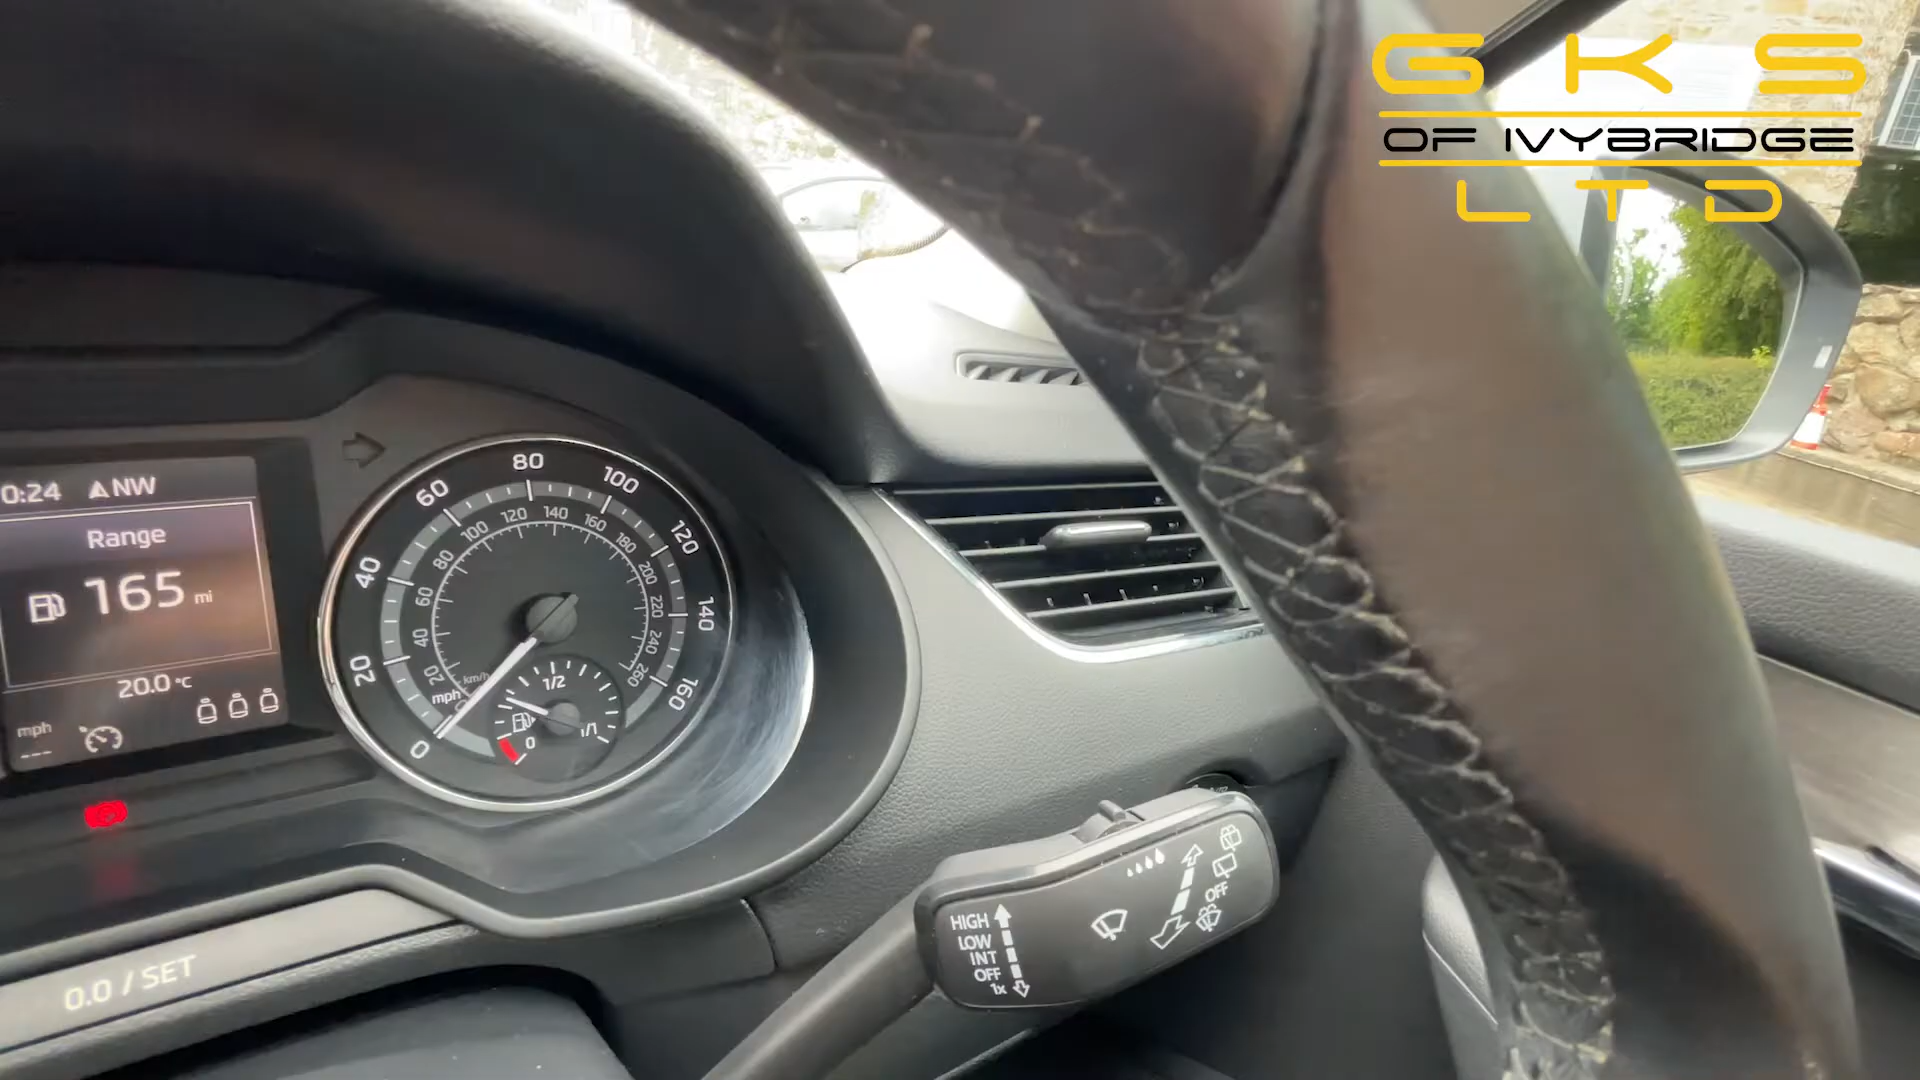 GKS
OF IVYBRIDGE
LTD
0:24 NW
Range
165 mi
20.0 °C
mph
---
0 20 40 60 80 100 120 140 160
20 40 60 80 100 120 140 160 180 200 220 240 260
mph km/h
0 1/2 1/1
0.0 / SET
HIGH
LOW
INT
OFF
1x
OFF